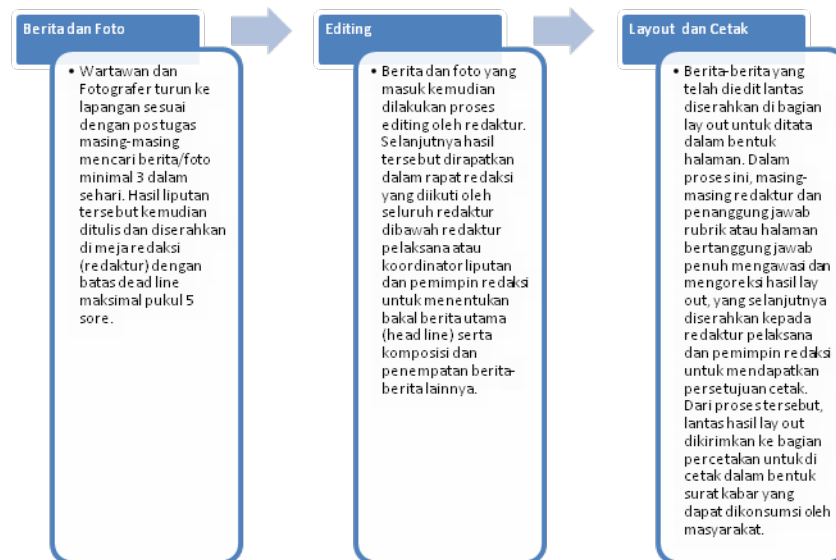 Berita dan Foto
• Wartawan dan
Fotografer turun ke
lapangan sesuai
dengan pos tugas
masing-masing
mencari berita/foto
minimal 3 dalam
sehari. Hasil liputan
tersebut kemudian
ditulis dan diserahkan
di meja redaksi
(redaktur) dengan
batas dead line
maksimal pukul 5
sore.
Editing
• Berita dan foto yang
masuk kemudian
dilakukan proses
editing oleh redaktur.
Selanjutnya hasil
tersebut dirapatkan
dalam rapat redaksi
yang diikuti oleh
seluruh redaktur
dibawah redaktur
pelaksana atau
koordinator liputan
dan pemimpin redaksi
untuk menentukan
bakal berita utama
(head line) serta
komposisi dan
penempatan berita-
berita lainnya.
Layout dan Cetak
• Berita-berita yang
telah diedit lantas
diserahkan di bagian
lay out untuk ditata
dalam bentuk
halaman. Dalam
proses ini, masing-
masing redaktur dan
penanggung jawab
rubrik atau halaman
bertanggung jawab
penuh mengawasi dan
mengoreksi hasil lay
out, yang selanjutnya
diserahkan kepada
redaktur pelaksana
dan pemimpin redaksi
untuk mendapatkan
persetujuan cetak.
Dari proses tersebut,
lantas hasil lay out
dikirimkan ke bagian
percetakan untuk di
cetak dalam bentuk
surat kabar yang
dapat dikonsumsi oleh
masyarakat.